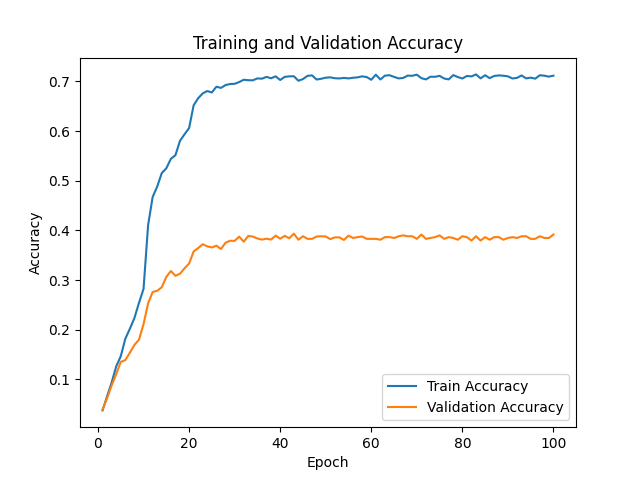 Training and Validation Accuracy
Accuracy
0.7
0.6
0.5
0.4
0.3
0.2
0.1
Train Accuracy
Validation Accuracy
0 20 40 60 80 100
Epoch